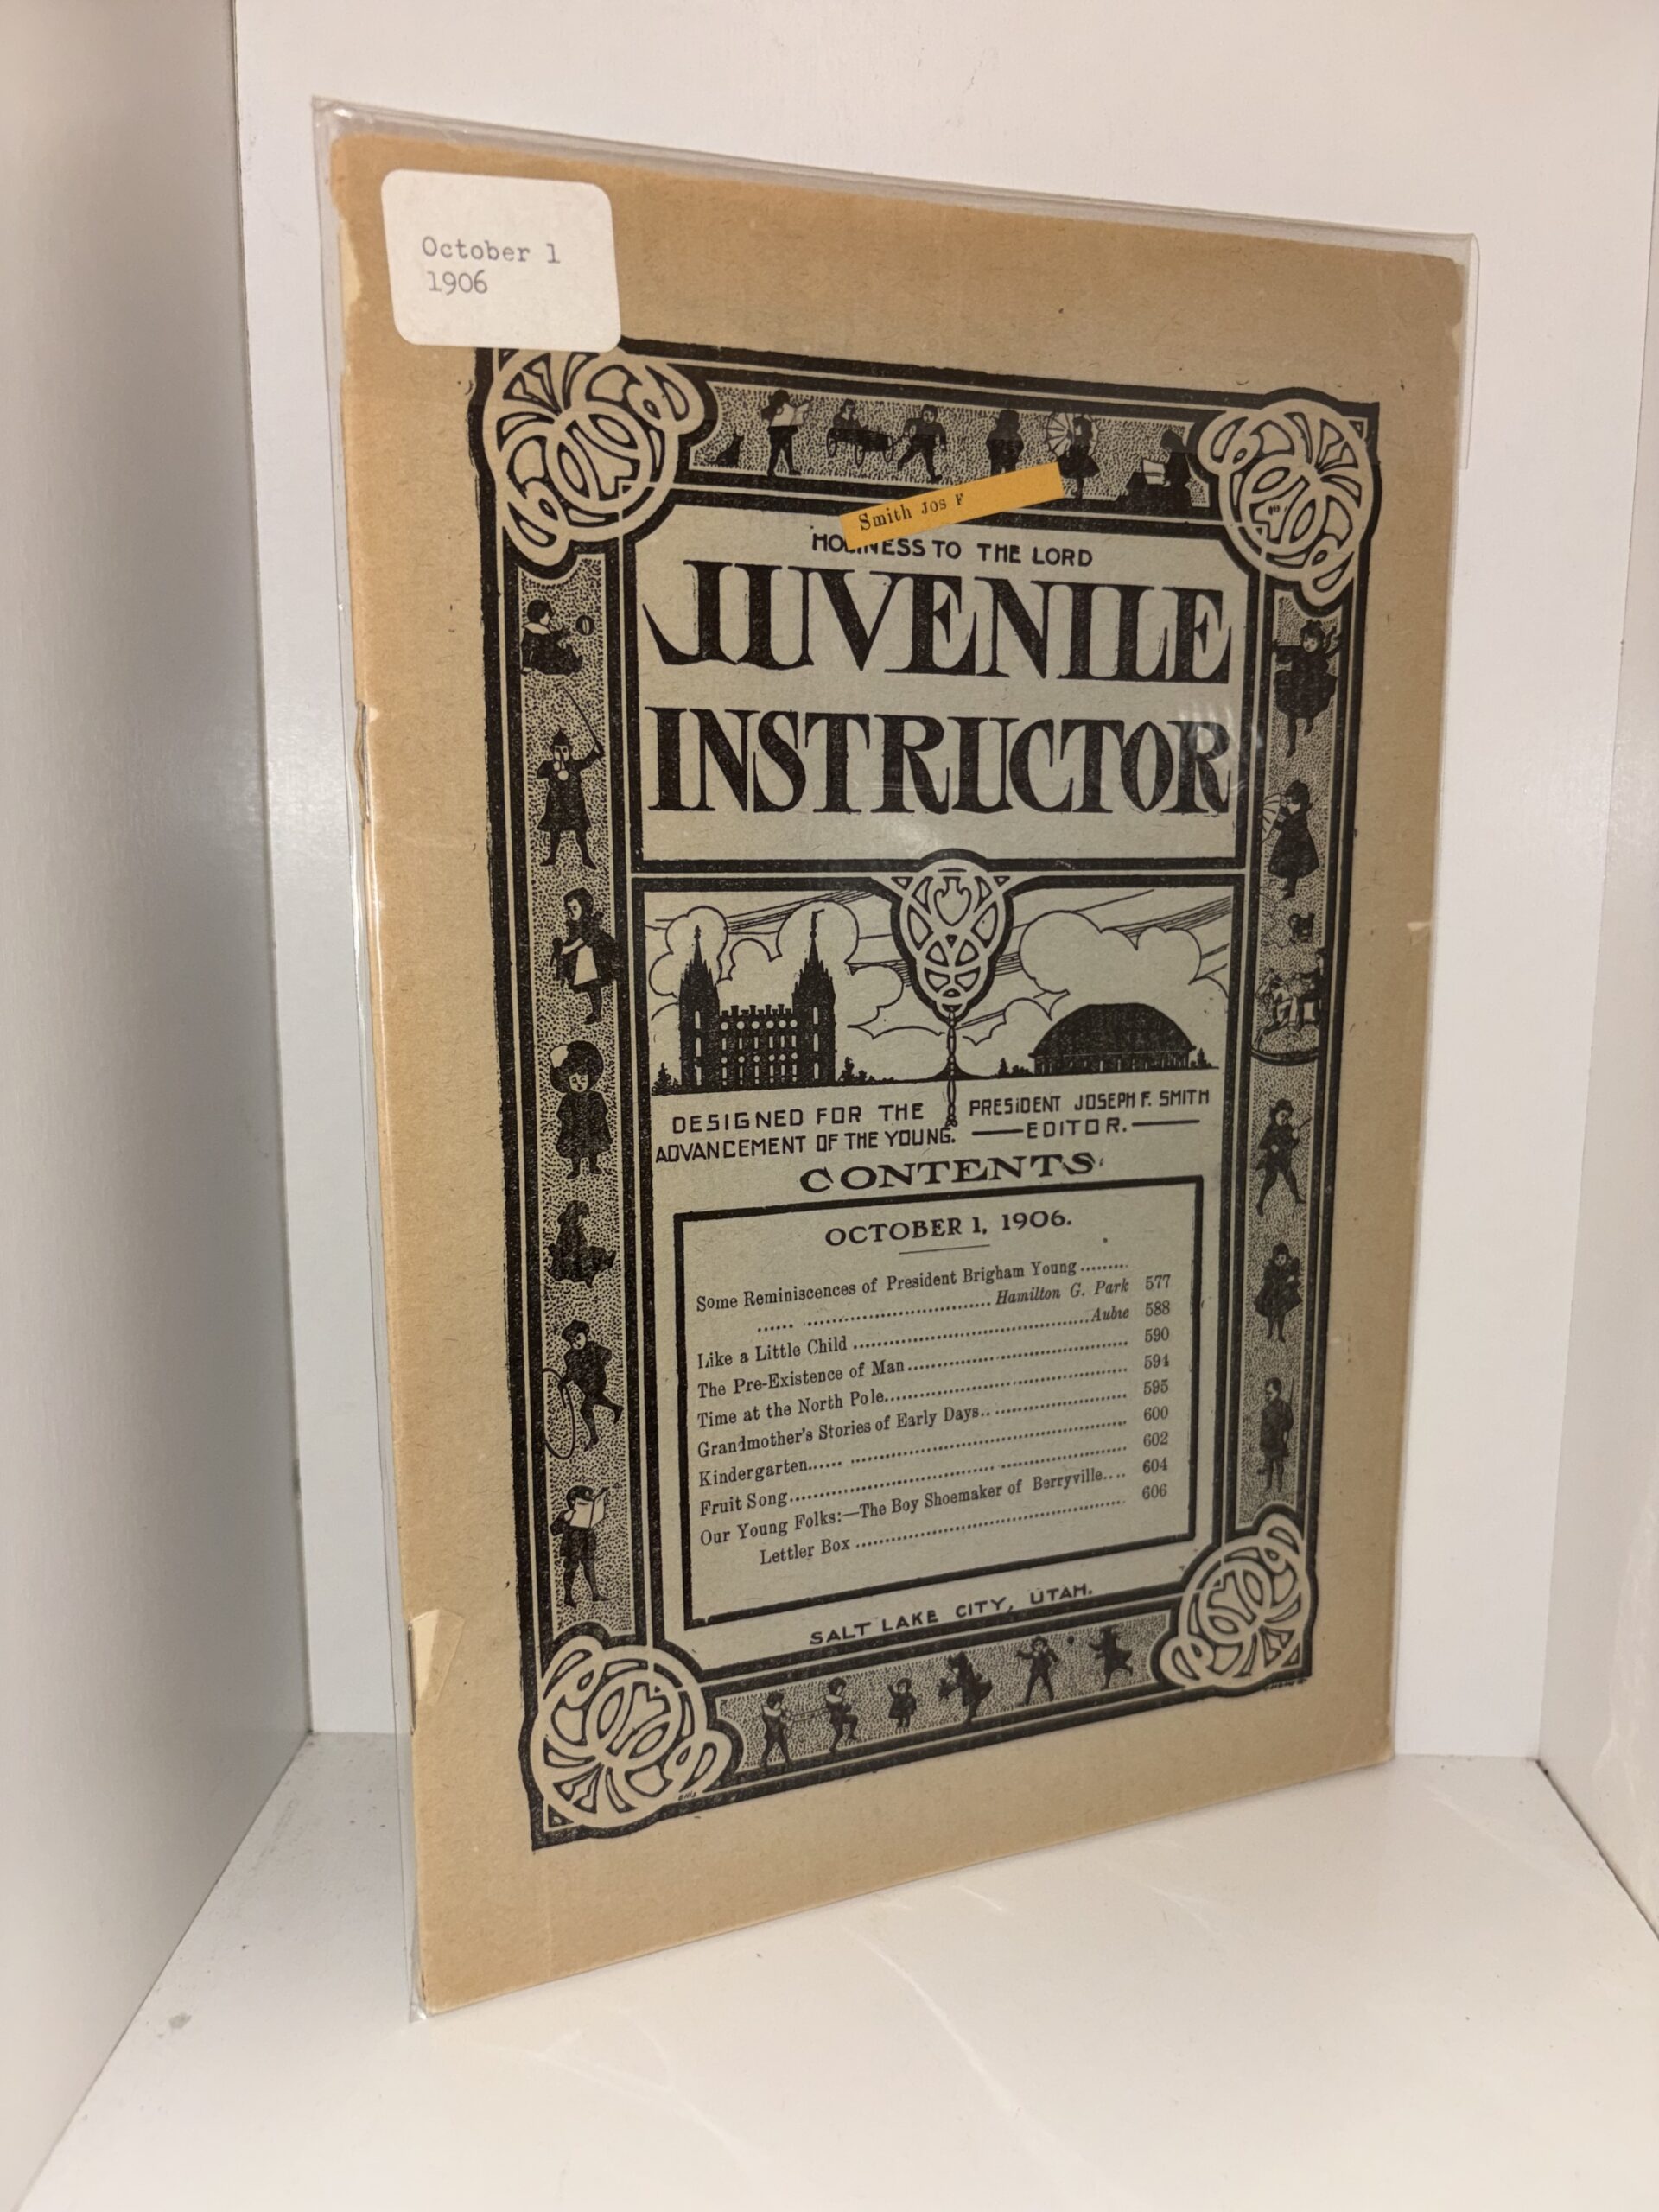 October 1
1906
Smith Jos F
HOLINESS TO THE LORD
JUVENILE
INSTRUCTOR
DESIGNED FOR THE
ADVANCEMENT OF THE YOUNG.
PRESIDENT JOSEPH F. SMITH
EDITOR.
CONTENTS
OCTOBER 1, 1906.
Some Reminiscences of President Brigham Young.........
...... .................................Hamilton G. Park 577
Like a Little Child ..........................................Aubie 588
The Pre-Existence of Man....................................... 590
Time at the North Pole........................................... 594
Grandmother's Stories of Early Days........................ 595
Kindergarten...... ............................................... 600
Fruit Song........................................................... 602
Our Young Folks:—The Boy Shoemaker of Berryville.... 604
Lettler Box ................................................ 606
SALT LAKE CITY, UTAH.